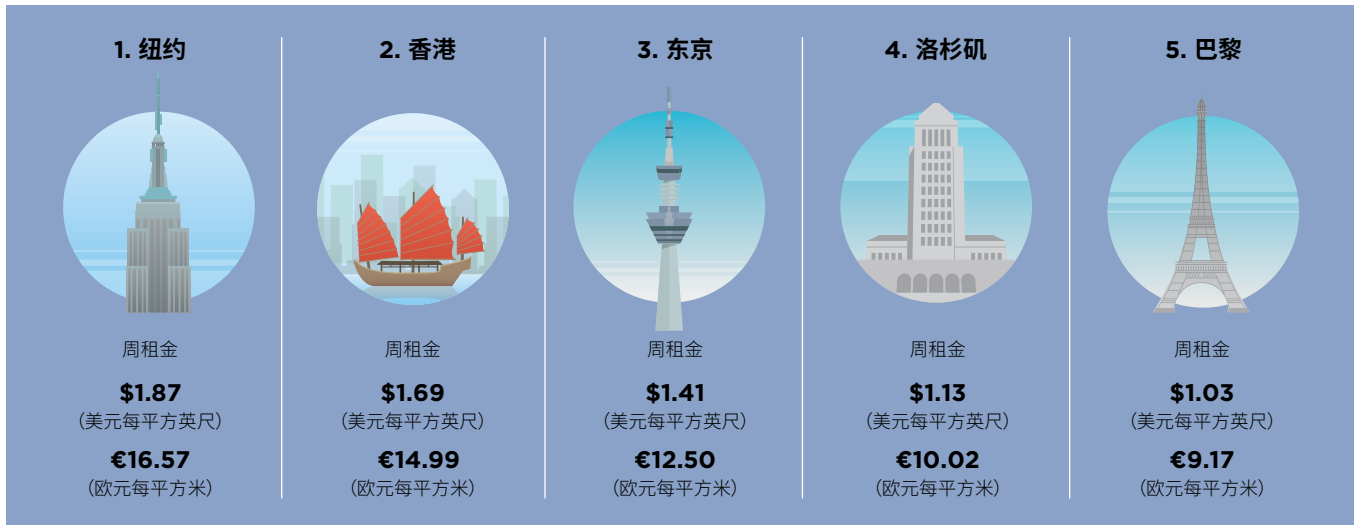 1. 纽约
周租金
$1.87
（美元每平方英尺）
€16.57
（欧元每平方米）
2. 香港
周租金
$1.69
（美元每平方英尺）
€14.99
（欧元每平方米）
3. 东京
周租金
$1.41
（美元每平方英尺）
€12.50
（欧元每平方米）
4. 洛杉矶
周租金
$1.13
（美元每平方英尺）
€10.02
（欧元每平方米）
5. 巴黎
周租金
$1.03
（美元每平方英尺）
€9.17
（欧元每平方米）